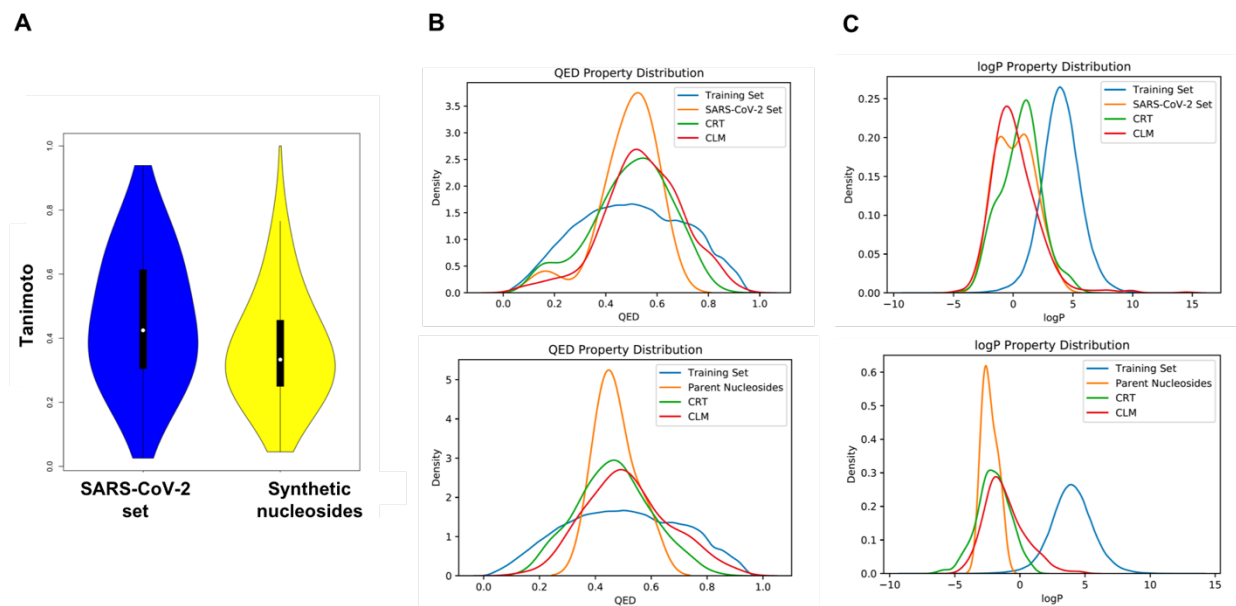 A
B
C
Tanimoto
1.0
0.8
0.6
0.4
0.2
0.0
SARS-CoV-2
set
Synthetic
nucleosides
QED Property Distribution
Training Set
SARS-CoV-2 Set
CRT
CLM
Density
3.5
3.0
2.5
2.0
1.5
1.0
0.5
0.0
0.0 0.2 0.4 0.6 0.8 1.0
QED
logP Property Distribution
Training Set
SARS-CoV-2 Set
CRT
CLM
Density
0.25
0.20
0.15
0.10
0.05
0.00
−10 −5 0 5 10 15
logP
QED Property Distribution
Training Set
Parent Nucleosides
CRT
CLM
Density
5
4
3
2
1
0
0.0 0.2 0.4 0.6 0.8 1.0
QED
logP Property Distribution
Training Set
Parent Nucleosides
CRT
CLM
Density
0.6
0.5
0.4
0.3
0.2
0.1
0.0
−10 −5 0 5 10 15
logP